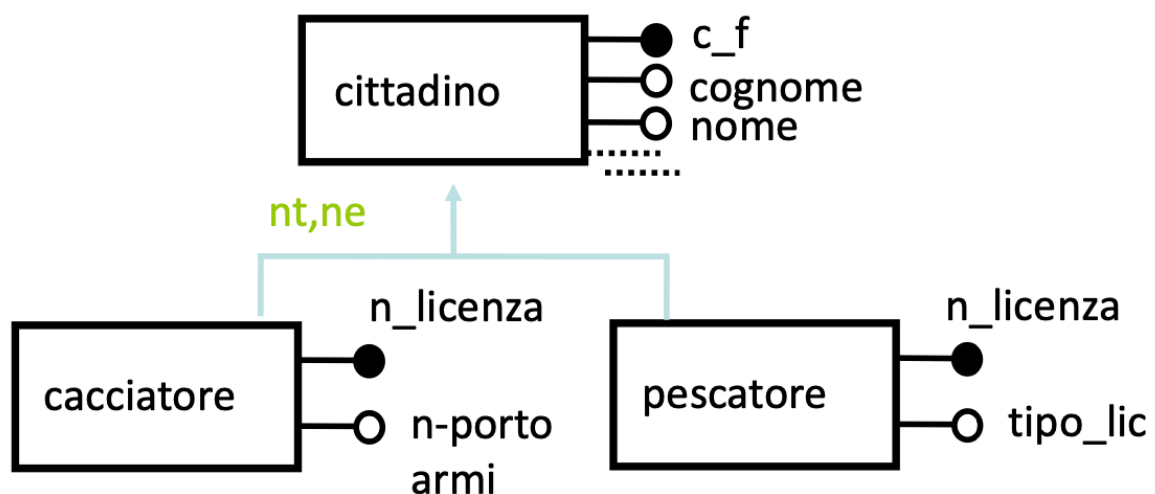 c_f
cittadino
cognome
nome
nt,ne
n_licenza
n_licenza
cacciatore
pescatore
n-porto
armi
tipo_lic